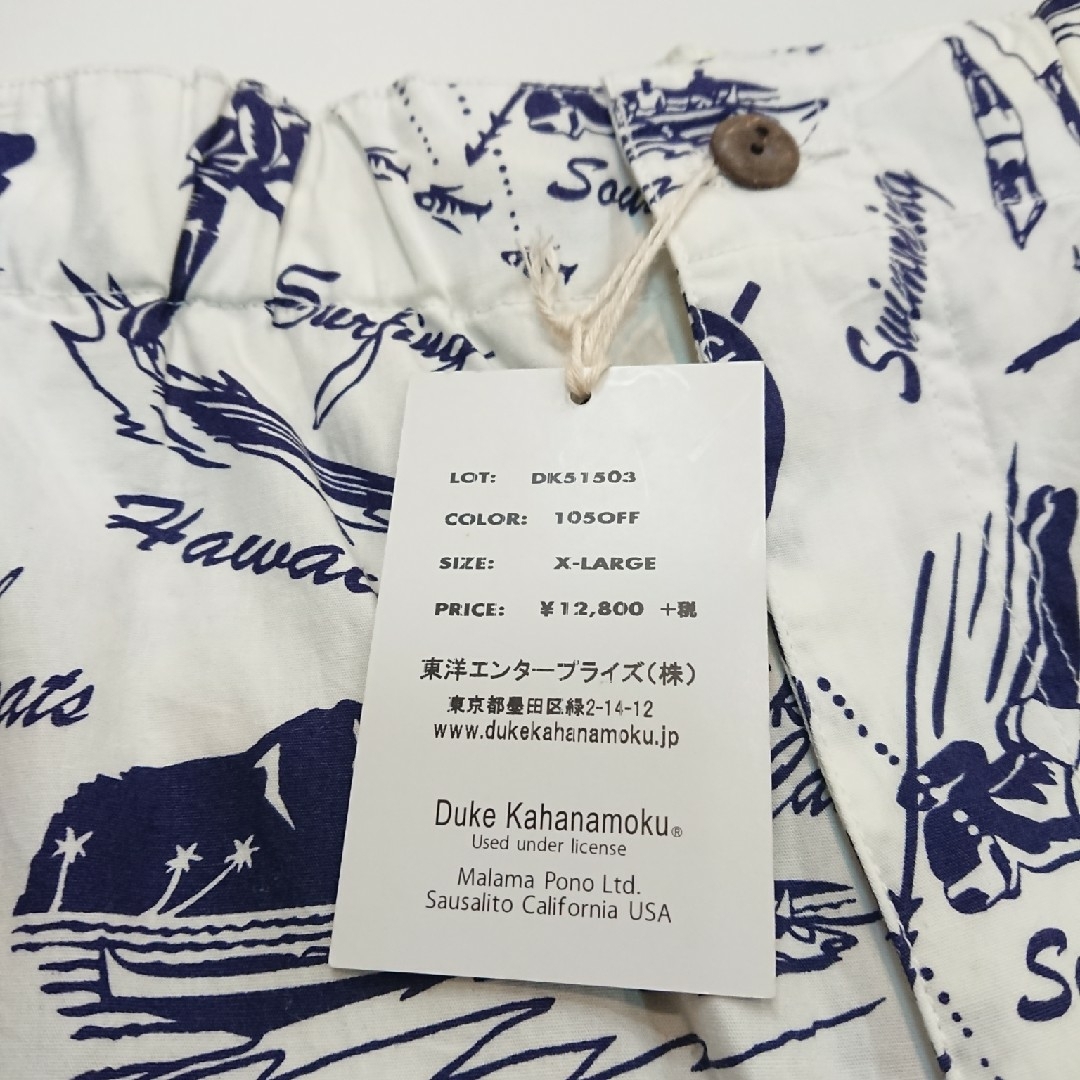 Surfing
Swimming
LOT: DK51503
COLOR: 105OFF
SIZE: X-LARGE
PRICE: ¥12,800 +税
東洋エンタープライズ(株)
東京都墨田区緑2-14-12
www.dukekahanamoku.jp
Duke Kahanamoku®
Used under license
Malama Pono Ltd.
Sausalito California USA